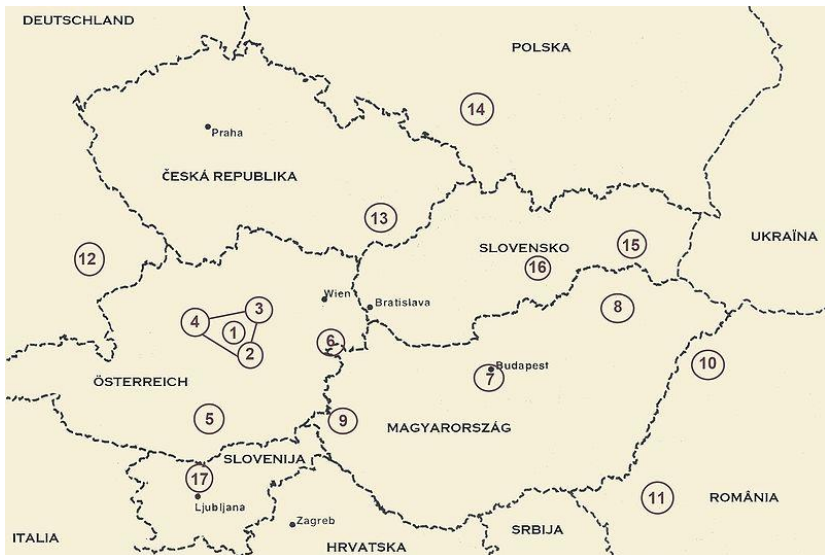 DEUTSCHLAND
POLSKA
14
Praha
ČESKÁ REPUBLIKA
13
12
SLOVENSKO
15
UKRAÏNA
16
Wien
Bratislava
8
4
3
1
2
6
Budapest
7
10
ÖSTERREICH
5
9
MAGYARORSZÁG
SLOVENIJA
17
Ljubljana
11
ROMÂNIA
Zagreb
ITALIA
HRVATSKA
SRBIJA